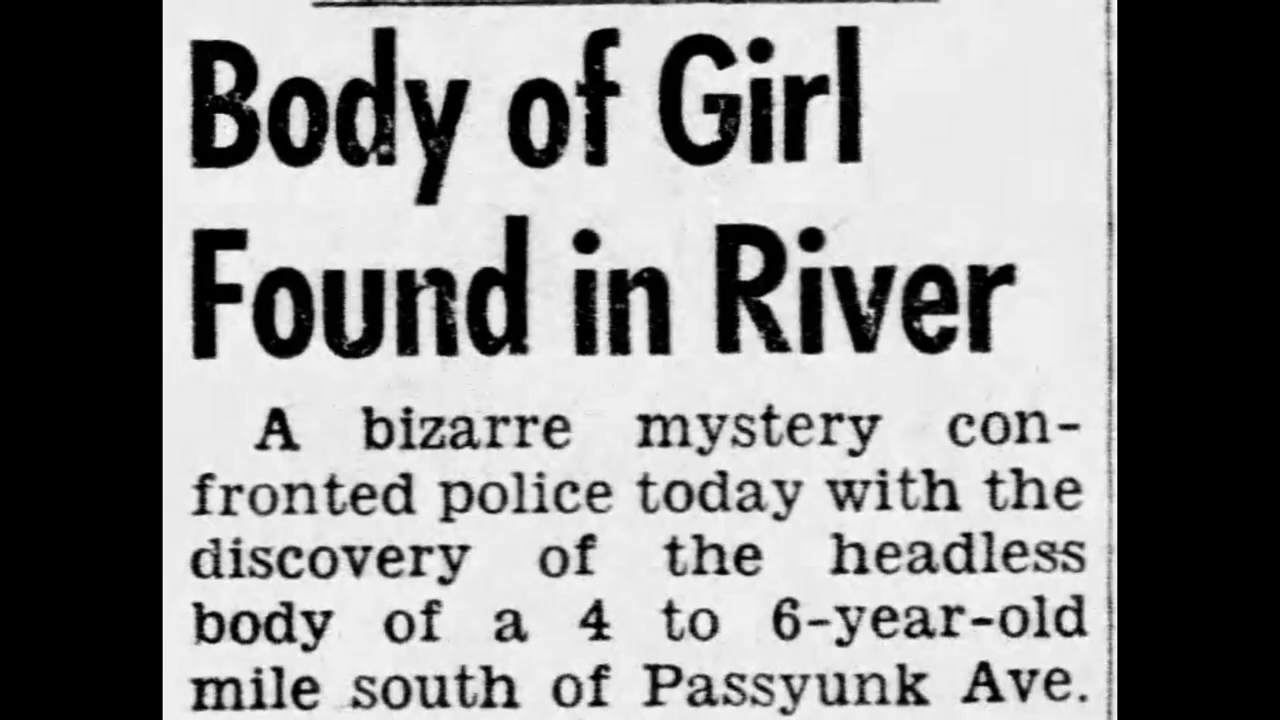 Body of Girl
Found in River
A bizarre mystery con-
fronted police today with the
discovery of the headless
body of a 4 to 6-year-old
mile south of Passyunk Ave.